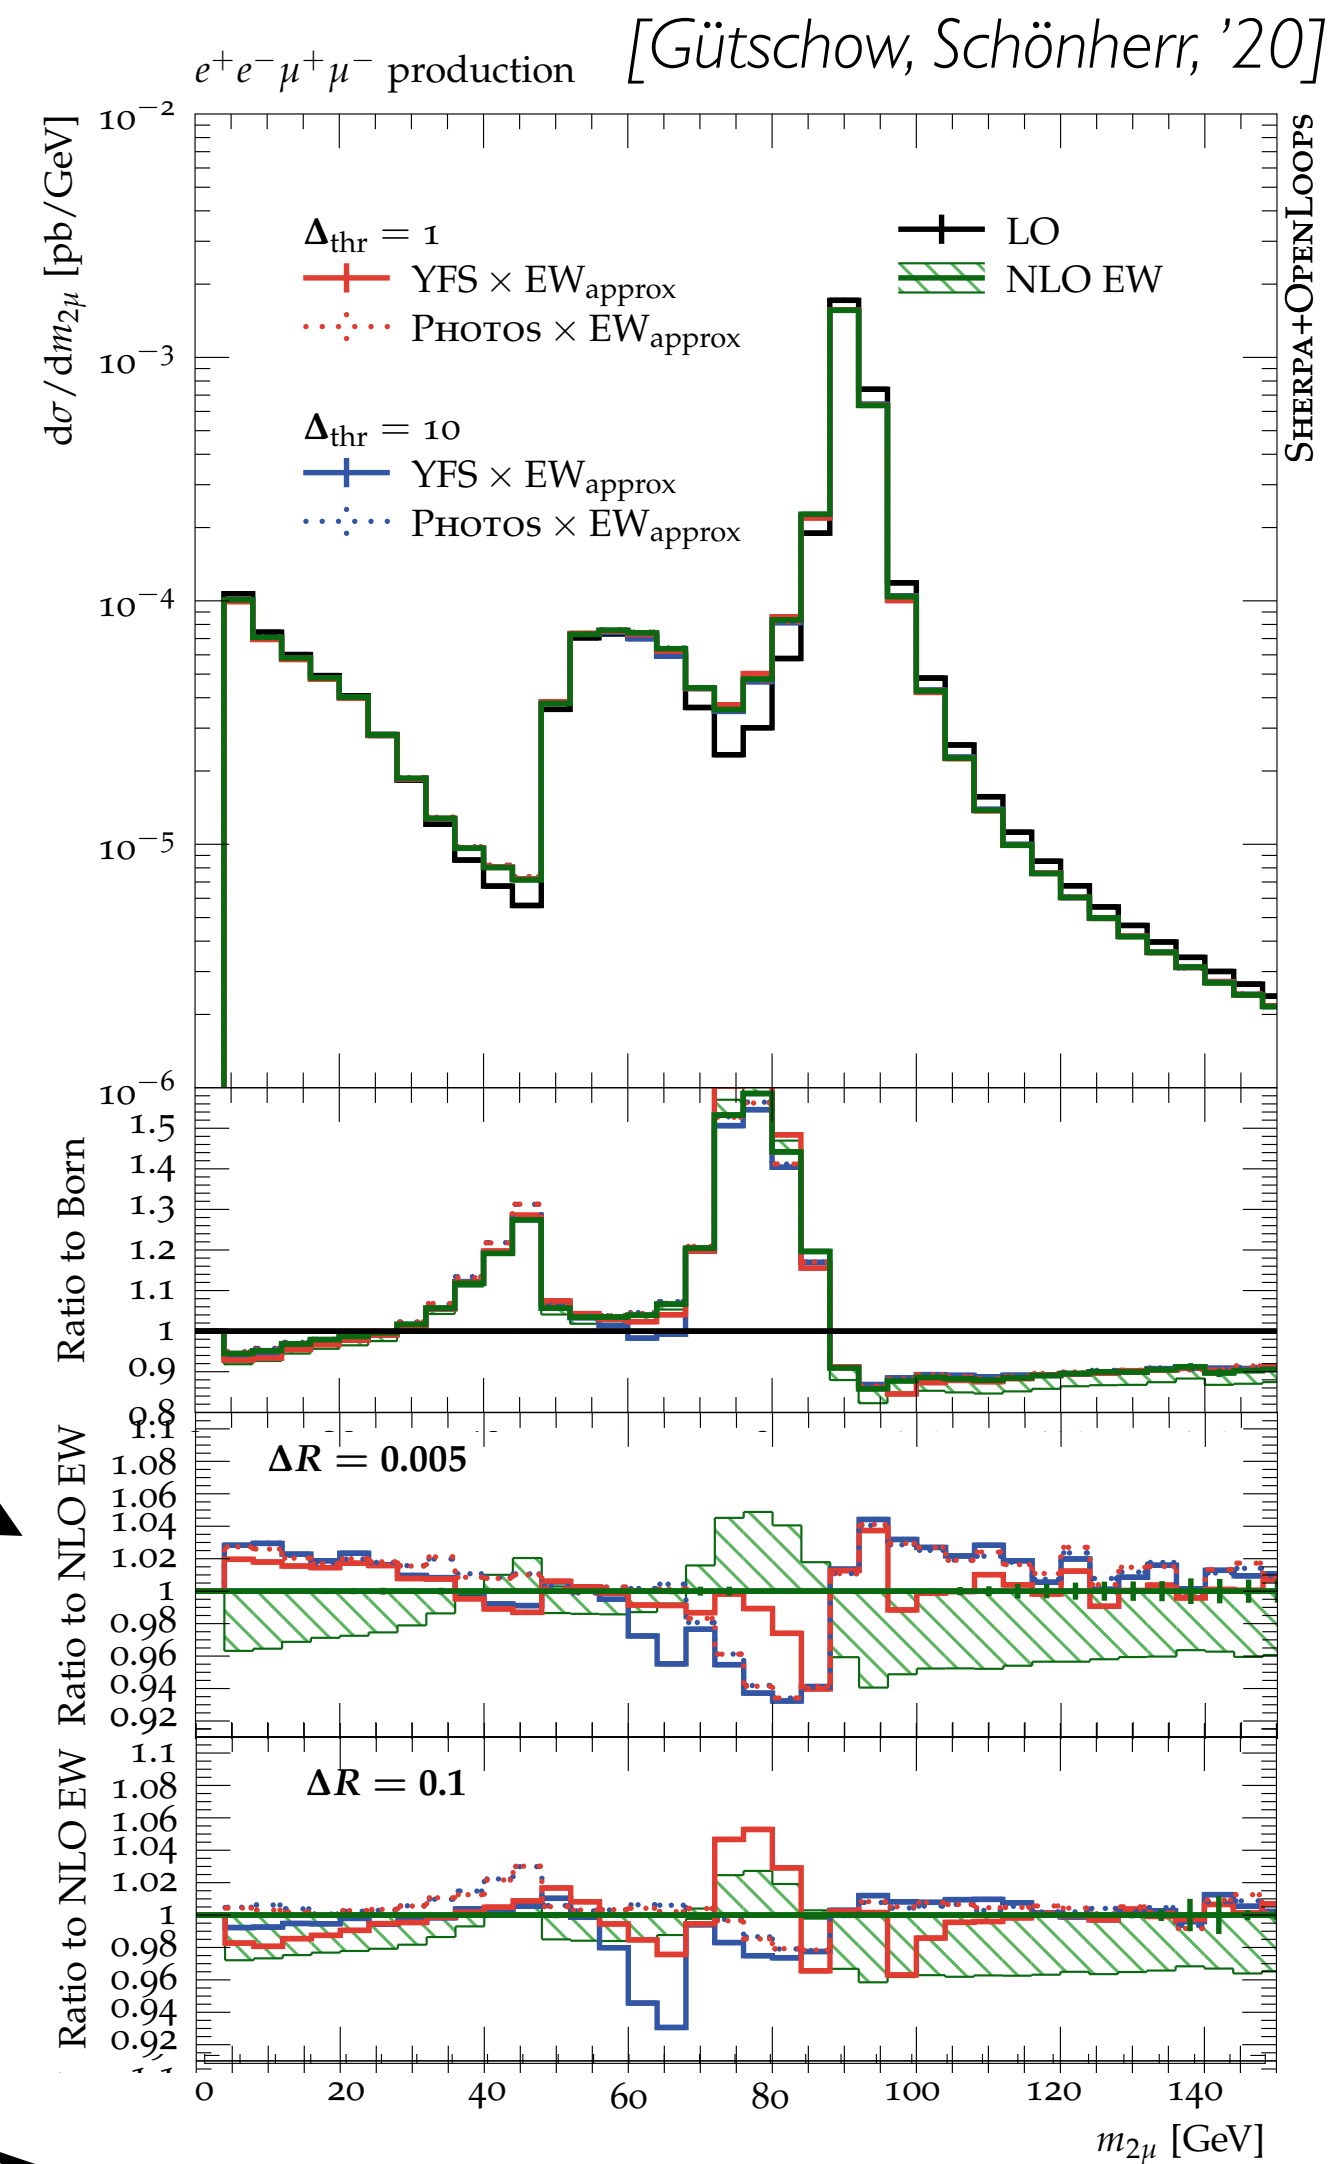 [Gütschow, Schönherr, ’20]
e⁺e⁻μ⁺μ⁻ production
SHERPA+OPENLOOPS
dσ/dm₂μ [pb/GeV]
10⁻²
10⁻³
10⁻⁴
10⁻⁵
10⁻⁶
Δthr = 1
YFS × EWapprox
PHOTOS × EWapprox
Δthr = 10
YFS × EWapprox
PHOTOS × EWapprox
LO
NLO EW
Ratio to Born
1.5
1.4
1.3
1.2
1.1
1
0.9
0.8
Ratio to NLO EW
ΔR = 0.005
1.1
1.08
1.06
1.04
1.02
1
0.98
0.96
0.94
0.92
Ratio to NLO EW
ΔR = 0.1
1.1
1.08
1.06
1.04
1.02
1
0.98
0.96
0.94
0.92
0 20 40 60 80 100 120 140
m₂μ [GeV]